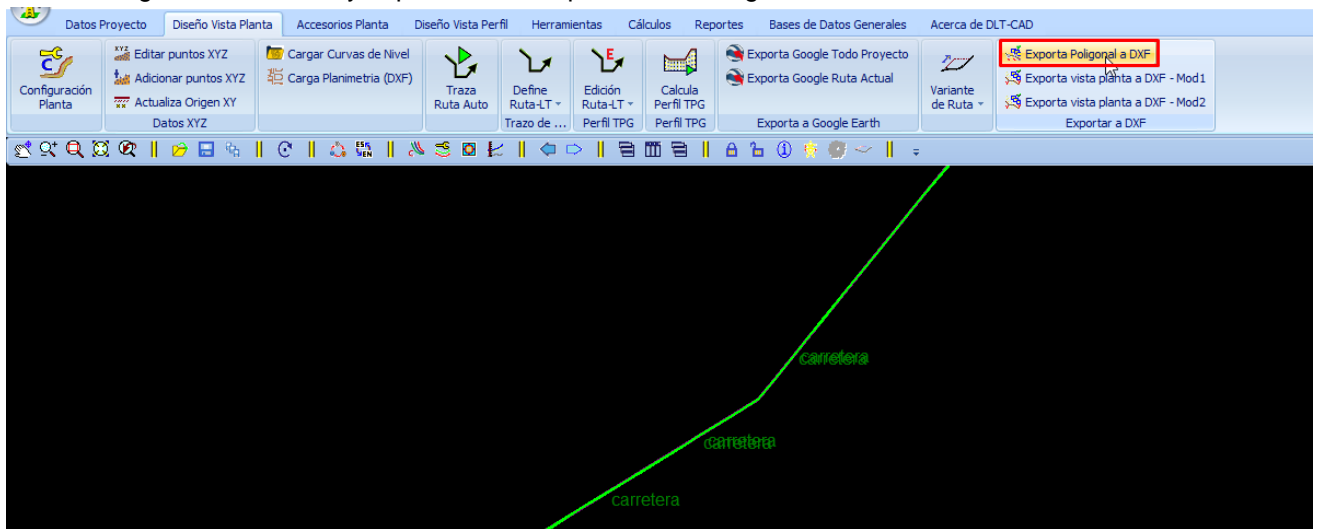 Datos Proyecto Diseño Vista Planta Accesorios Planta Diseño Vista Perfil Herramientas Cálculos Reportes Bases de Datos Generales Acerca de DLT-CAD
Configuración Planta
Editar puntos XYZ
Adicionar puntos XYZ
Actualiza Origen XY
Datos XYZ
Cargar Curvas de Nivel
Carga Planimetria (DXF)
Traza Ruta Auto
Define Ruta-LT
Trazo de ...
Edición Ruta-LT
Perfil TPG
Calcula Perfil TPG
Perfil TPG
Exporta Google Todo Proyecto
Exporta Google Ruta Actual
Exporta a Google Earth
Variante de Ruta
Exporta Poligonal a DXF
Exporta vista planta a DXF - Mod1
Exporta vista planta a DXF - Mod2
Exportar a DXF
carretera
carretera
carretera